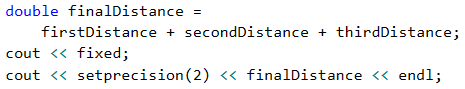 double finalDistance =
    firstDistance + secondDistance + thirdDistance;
cout << fixed;
cout << setprecision(2) << finalDistance << endl;